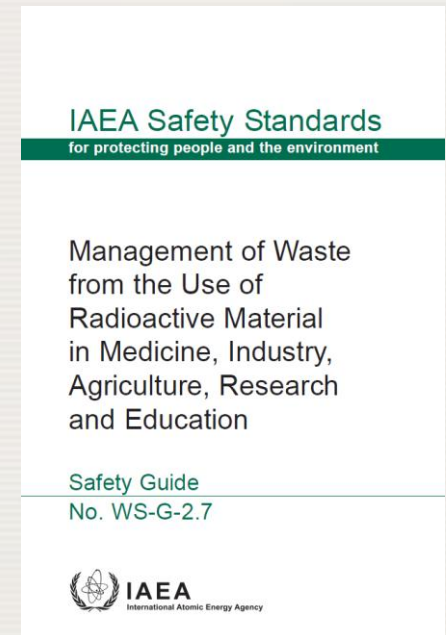 IAEA Safety Standards
for protecting people and the environment
Management of Waste
from the Use of
Radioactive Material
in Medicine, Industry,
Agriculture, Research
and Education
Safety Guide
No. WS-G-2.7
IAEA
International Atomic Energy Agency